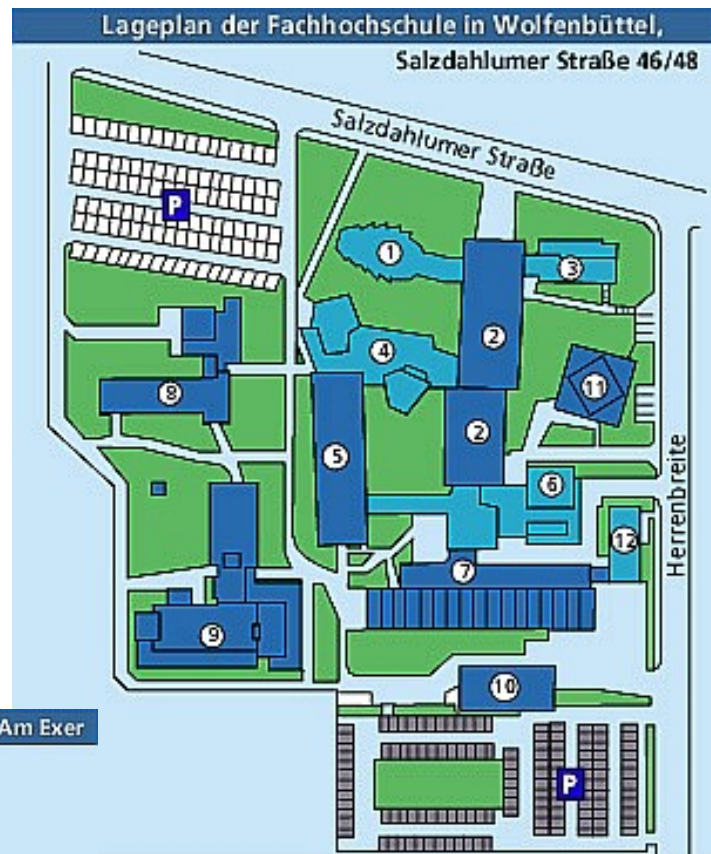 Lageplan der Fachhochschule in Wolfenbüttel,
Salzdahlumer Straße 46/48
Salzdahlumer Straße
P
1
3
2
4
11
8
2
5
6
Herrenbreite
12
7
9
10
Am Exer
P